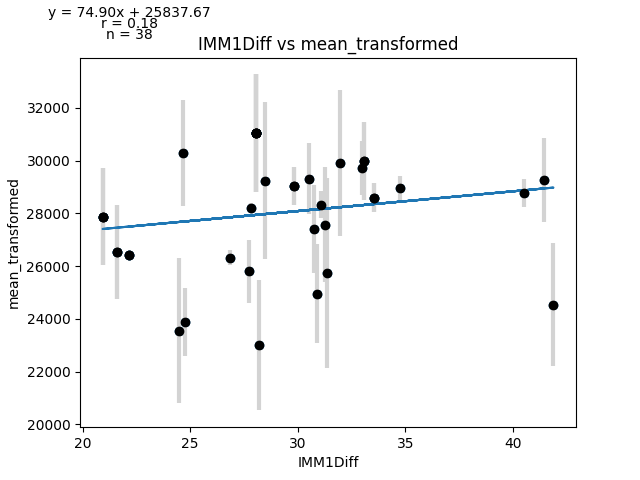 y = 74.90x + 25837.67
r = 0.18
n = 38
IMM1Diff vs mean_transformed
mean_transformed
32000
30000
28000
26000
24000
22000
20000
20
25
30
35
40
IMM1Diff